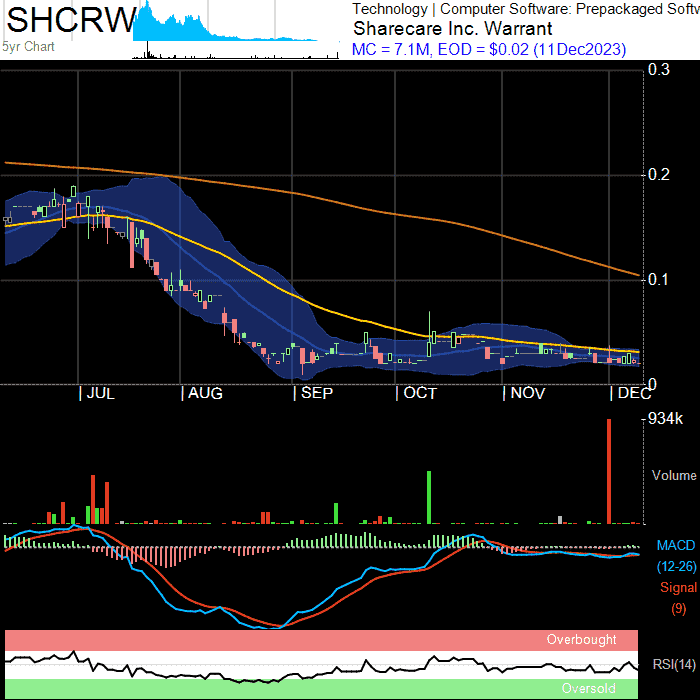 SHCRW
5yr Chart
Technology | Computer Software: Prepackaged Softw
Sharecare Inc. Warrant
MC = 7.1M, EOD = $0.02 (11Dec2023)
0.3
0.2
0.1
0
| JUL | AUG | SEP | OCT | NOV | DEC
934k
Volume
MACD
(12-26)
Signal
(9)
Overbought
RSI(14)
Oversold